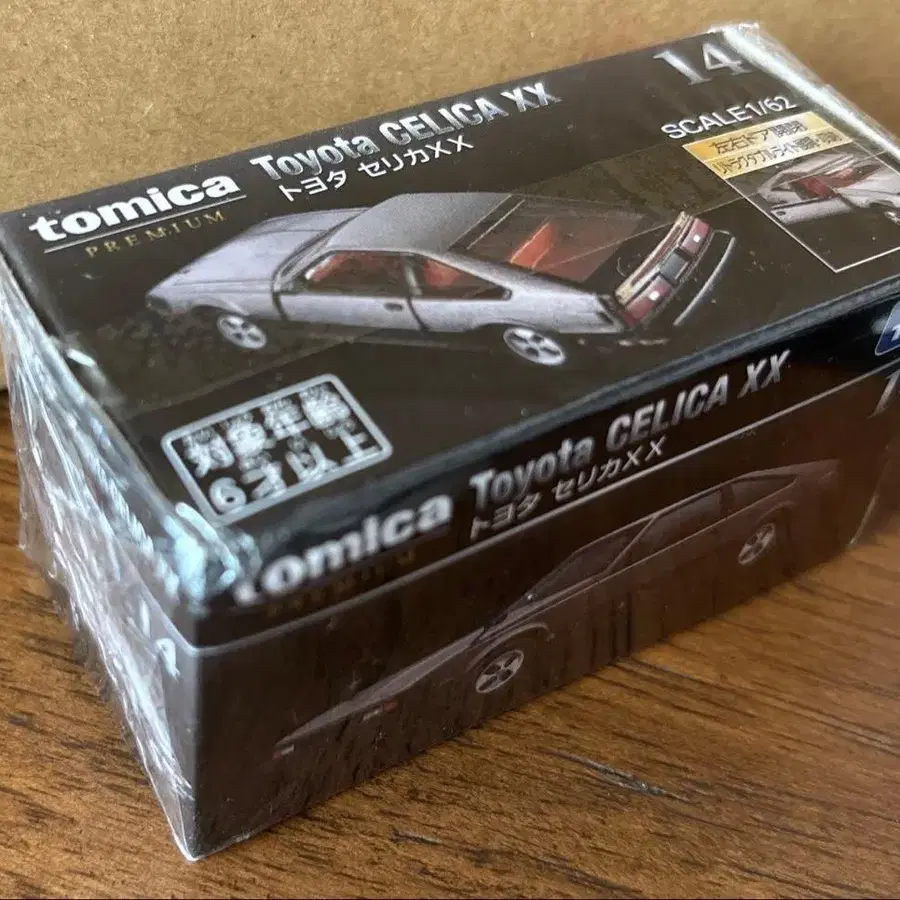 14
tomica
PREMIUM
Toyota CELICA XX
トヨタ セリカXX
SCALE1/62
左右ドア開閉
対象年齢
6才以上
tomica
PREMIUM
Toyota CELICA XX
トヨタ セリカXX